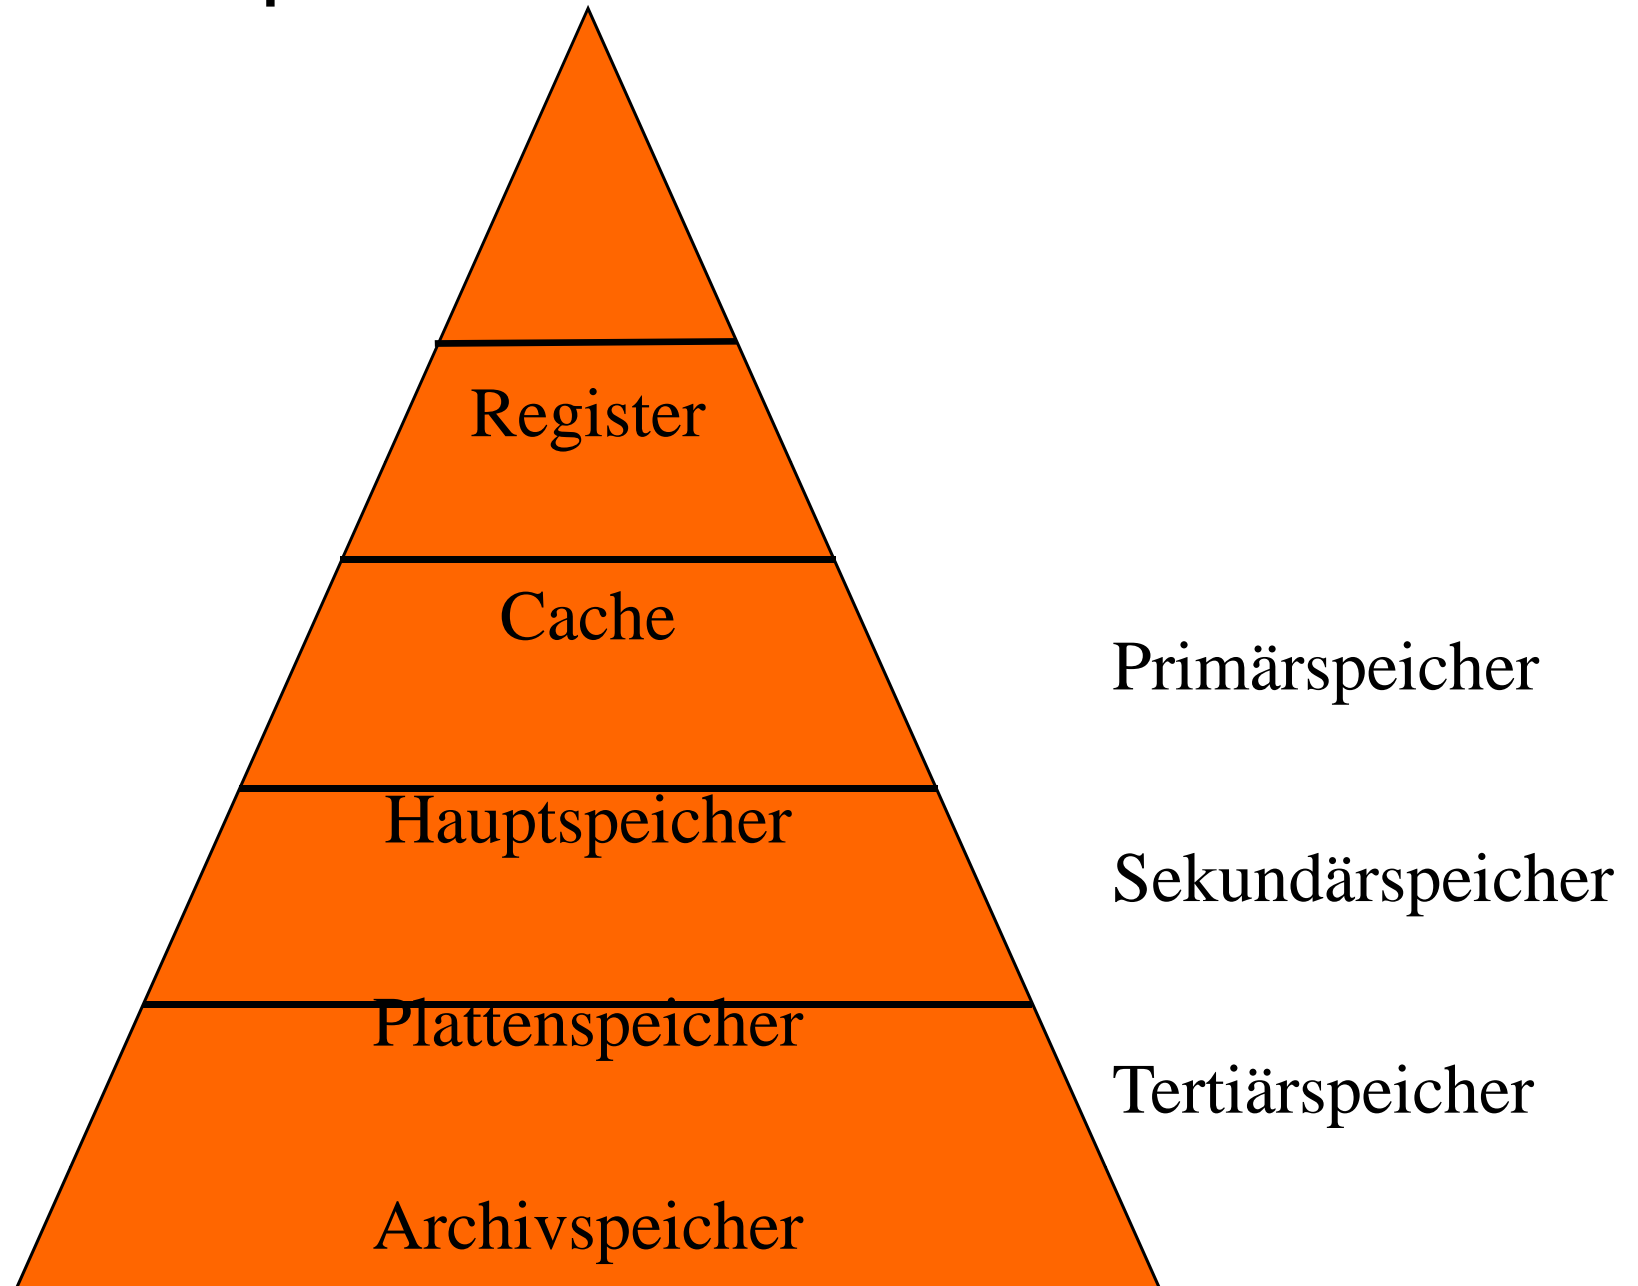 Register
Cache
Primärspeicher
Hauptspeicher
Sekundärspeicher
Plattenspeicher
Tertiärspeicher
Archivspeicher